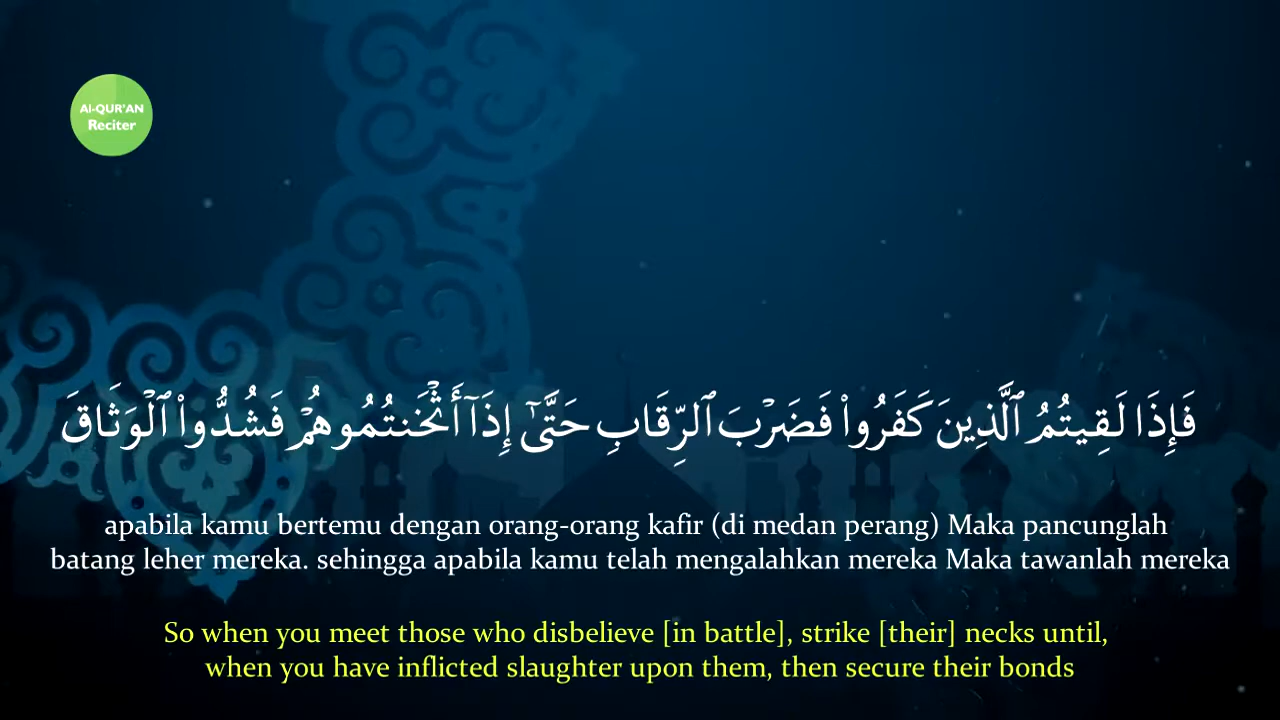 Al-QUR'AN
Reciter
فَإِذَا لَقِيتُمُ ٱلَّذِينَ كَفَرُوا۟ فَضَرْبَ ٱلرِّقَابِ حَتَّىٰٓ إِذَآ أَثْخَنتُمُوهُمْ فَشُدُّوا۟ ٱلْوَثَاقَ
apabila kamu bertemu dengan orang-orang kafir (di medan perang) Maka pancunglah
batang leher mereka. sehingga apabila kamu telah mengalahkan mereka Maka tawanlah mereka
So when you meet those who disbelieve [in battle], strike [their] necks until,
when you have inflicted slaughter upon them, then secure their bonds